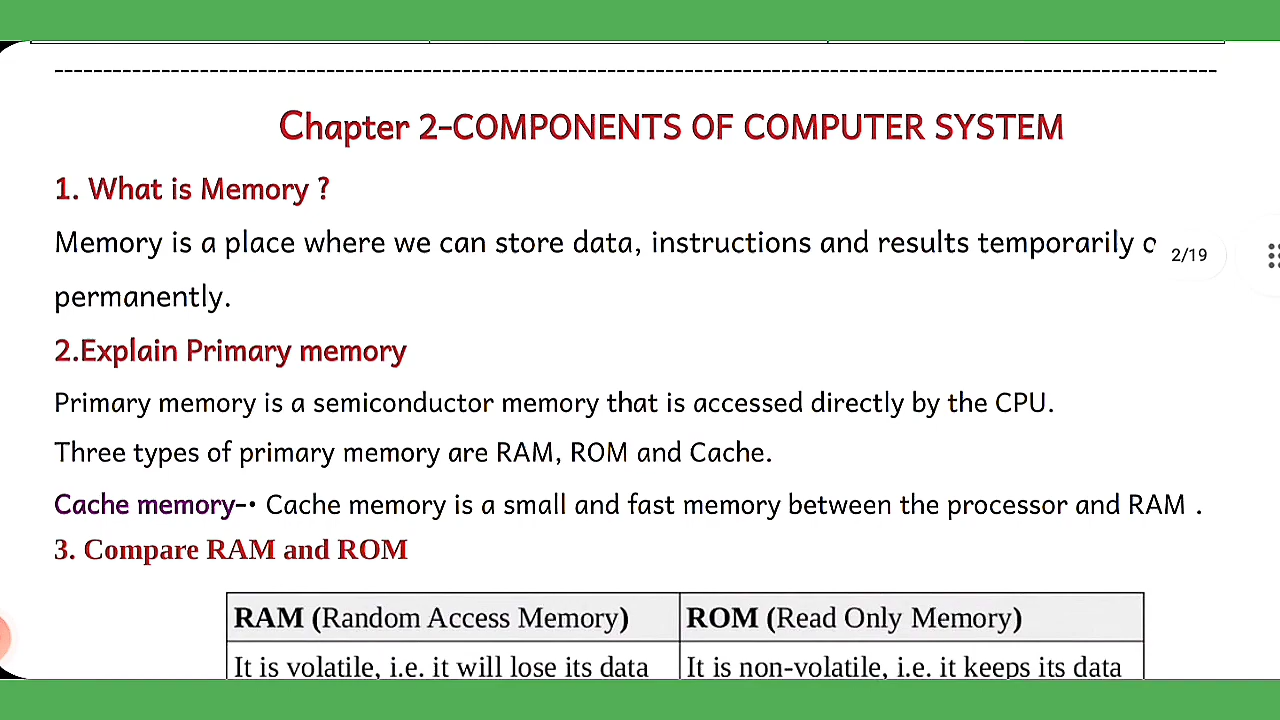 Chapter 2-COMPONENTS OF COMPUTER SYSTEM
1. What is Memory ?
Memory is a place where we can store data, instructions and results temporarily
2/19
permanently.
2.Explain Primary memory
Primary memory is a semiconductor memory that is accessed directly by the CPU.
Three types of primary memory are RAM, ROM and Cache.
Cache memory-• Cache memory is a small and fast memory between the processor and RAM .
3. Compare RAM and ROM
RAM (Random Access Memory) ROM (Read Only Memory)
It is volatile, i.e. it will lose its data It is non-volatile, i.e. it keeps its data